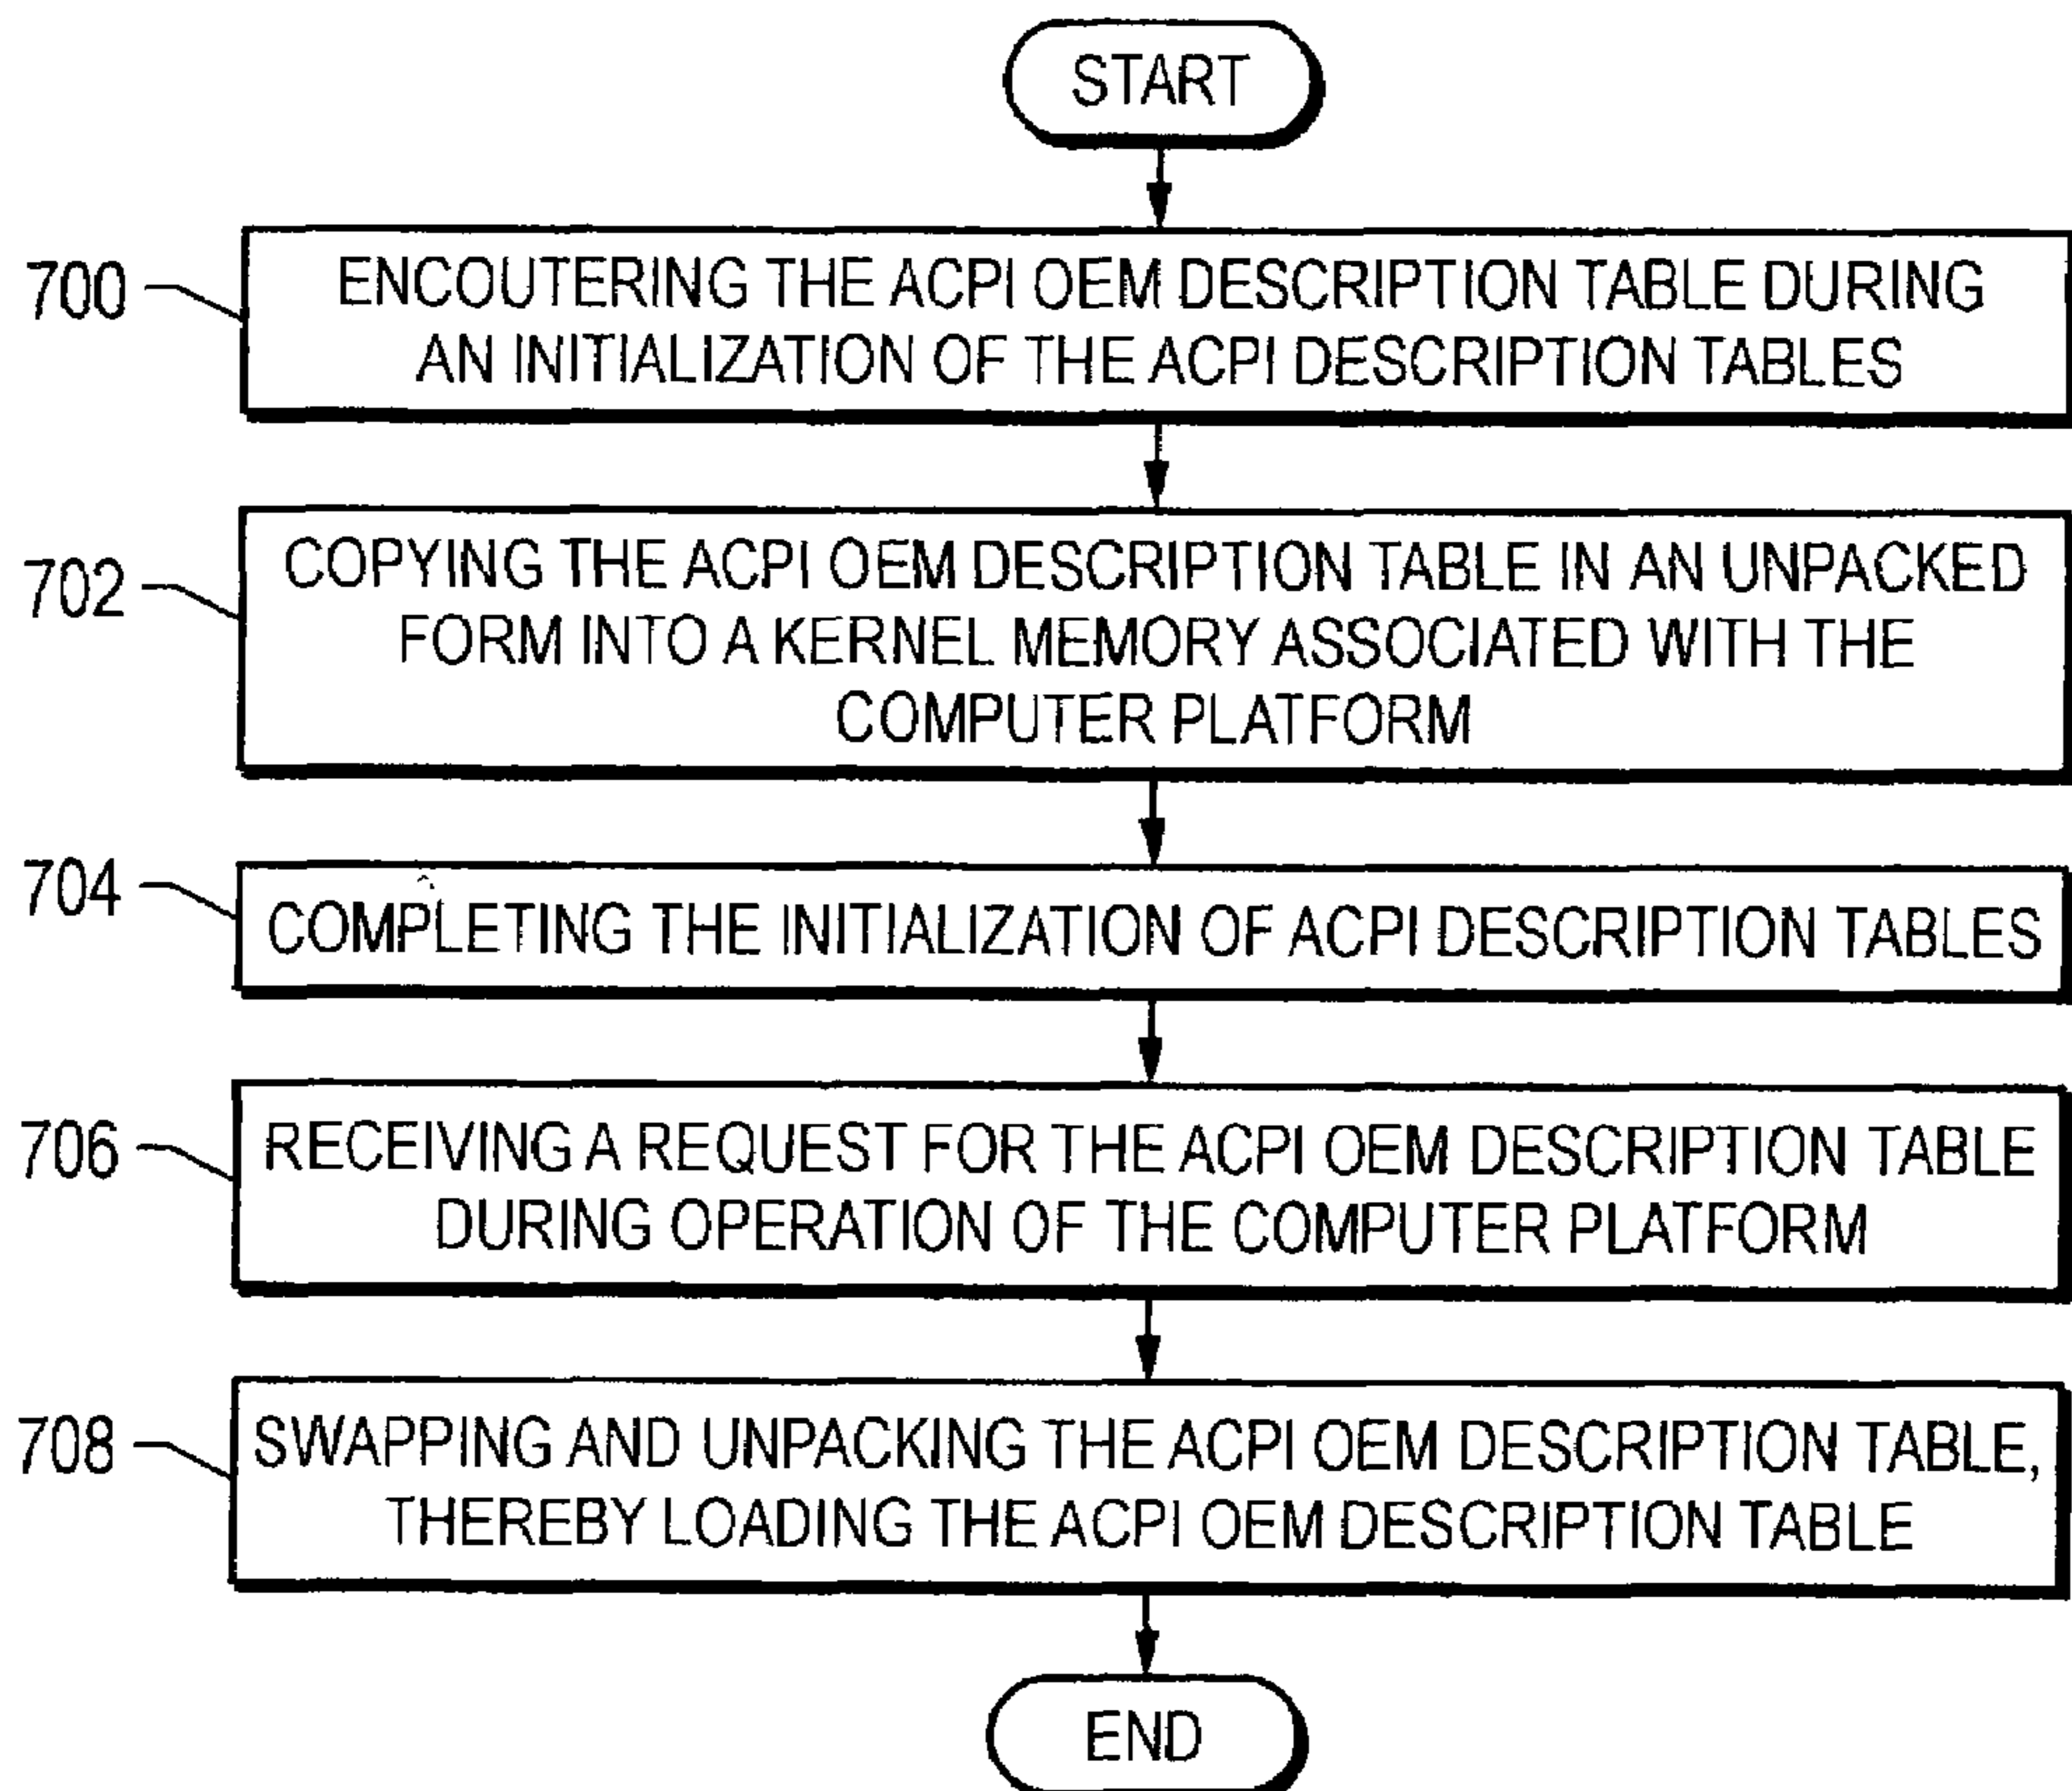 START
700
ENCOUTERING THE ACPI OEM DESCRIPTION TABLE DURING
AN INITIALIZATION OF THE ACPI DESCRIPTION TABLES
702
COPYING THE ACPI OEM DESCRIPTION TABLE IN AN UNPACKED
FORM INTO A KERNEL MEMORY ASSOCIATED WITH THE
COMPUTER PLATFORM
704
COMPLETING THE INITIALIZATION OF ACPI DESCRIPTION TABLES
706
RECEIVING A REQUEST FOR THE ACPI OEM DESCRIPTION TABLE
DURING OPERATION OF THE COMPUTER PLATFORM
708
SWAPPING AND UNPACKING THE ACPI OEM DESCRIPTION TABLE,
THEREBY LOADING THE ACPI OEM DESCRIPTION TABLE
END